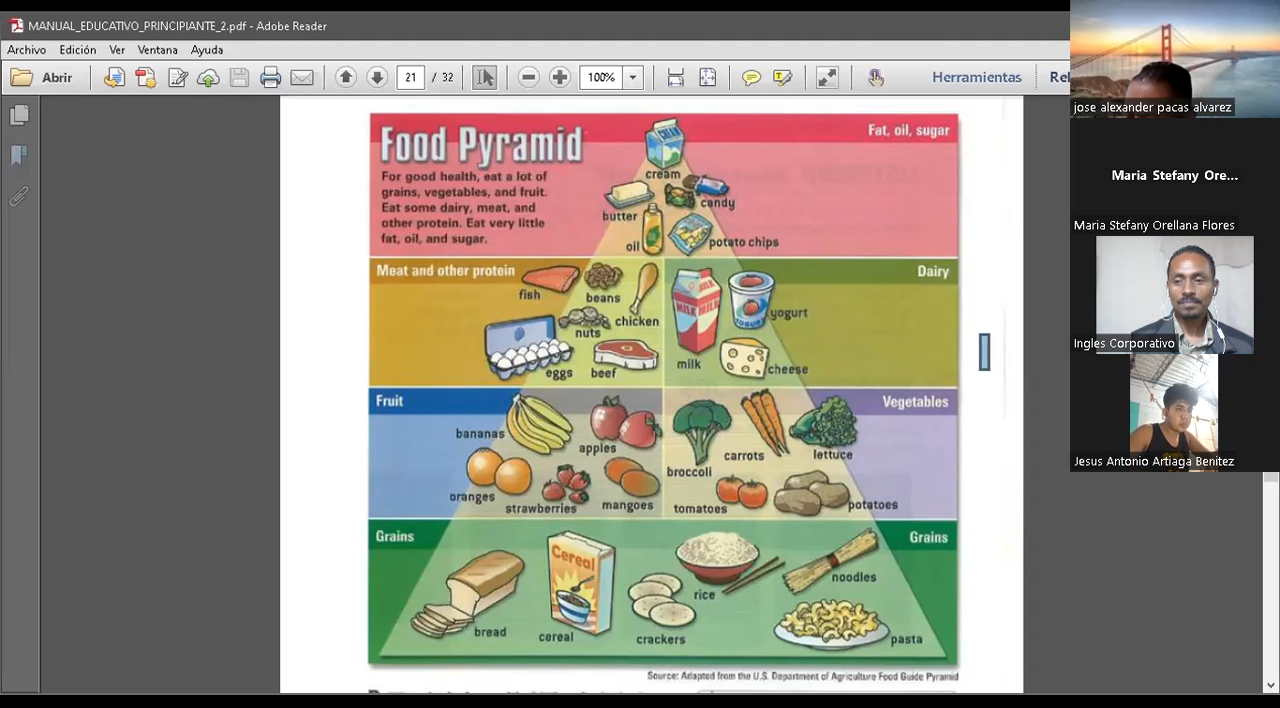 MANUAL_EDUCATIVO_PRINCIPIANTE_2.pdf - Adobe Reader
Archivo Edición Ver Ventana Ayuda
Abrir 21 / 32 100% Herramientas
jose alexander pacas alvarez
Maria Stefany Ore...
Maria Stefany Orellana Flores
Ingles Corporativo
Jesus Antonio Artiaga Benitez
Food Pyramid
Fat, oil, sugar
For good health, eat a lot of
grains, vegetables, and fruit.
Eat some dairy, meat, and
other protein. Eat very little
fat, oil, and sugar.
CREAM
cream
butter
candy
oil
potato chips
Meat and other protein
Dairy
fish
beans
chicken
nuts
eggs
beef
MILK
MILK MILK
milk
yogurt
cheese
Fruit
Vegetables
bananas
apples
oranges
strawberries
mangoes
broccoli
carrots
lettuce
tomatoes
potatoes
Grains
Grains
Cereal
bread
cereal
crackers
rice
noodles
pasta
Source: Adapted from the U.S. Department of Agriculture Food Guide Pyramid